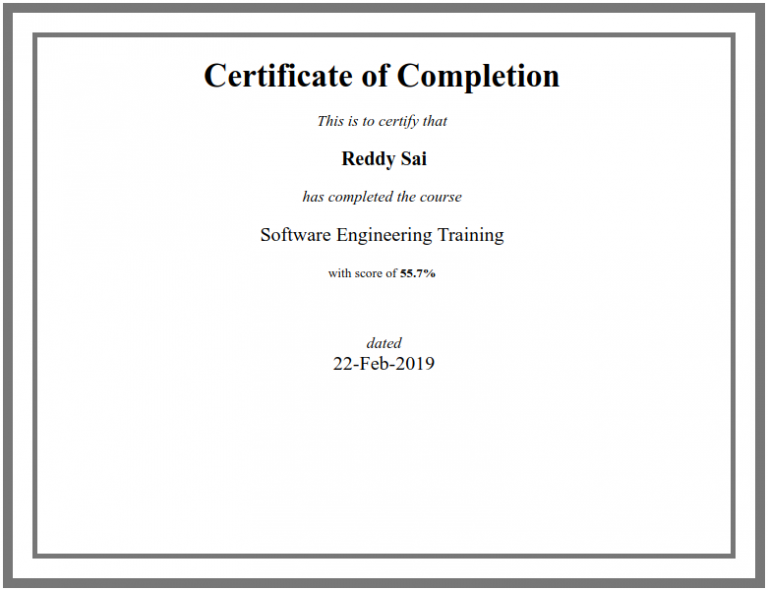 Certificate of Completion
This is to certify that
Reddy Sai
has completed the course
Software Engineering Training
with score of 55.7%
dated
22-Feb-2019